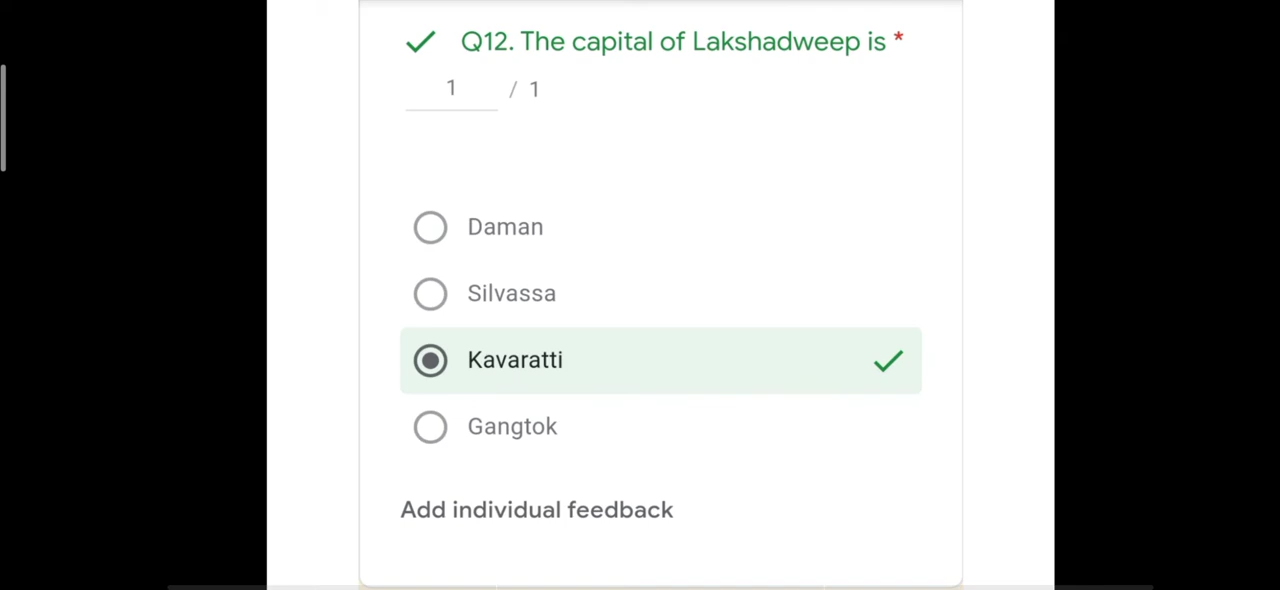 Q12. The capital of Lakshadweep is *
1 / 1
Daman
Silvassa
Kavaratti
Gangtok
Add individual feedback